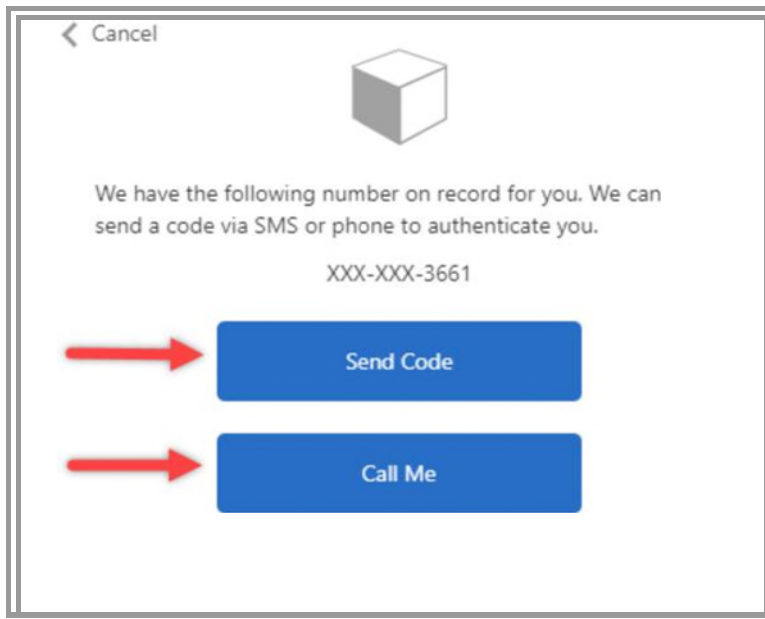 Cancel
We have the following number on record for you. We can
send a code via SMS or phone to authenticate you.
XXX-XXX-3661
Send Code
Call Me